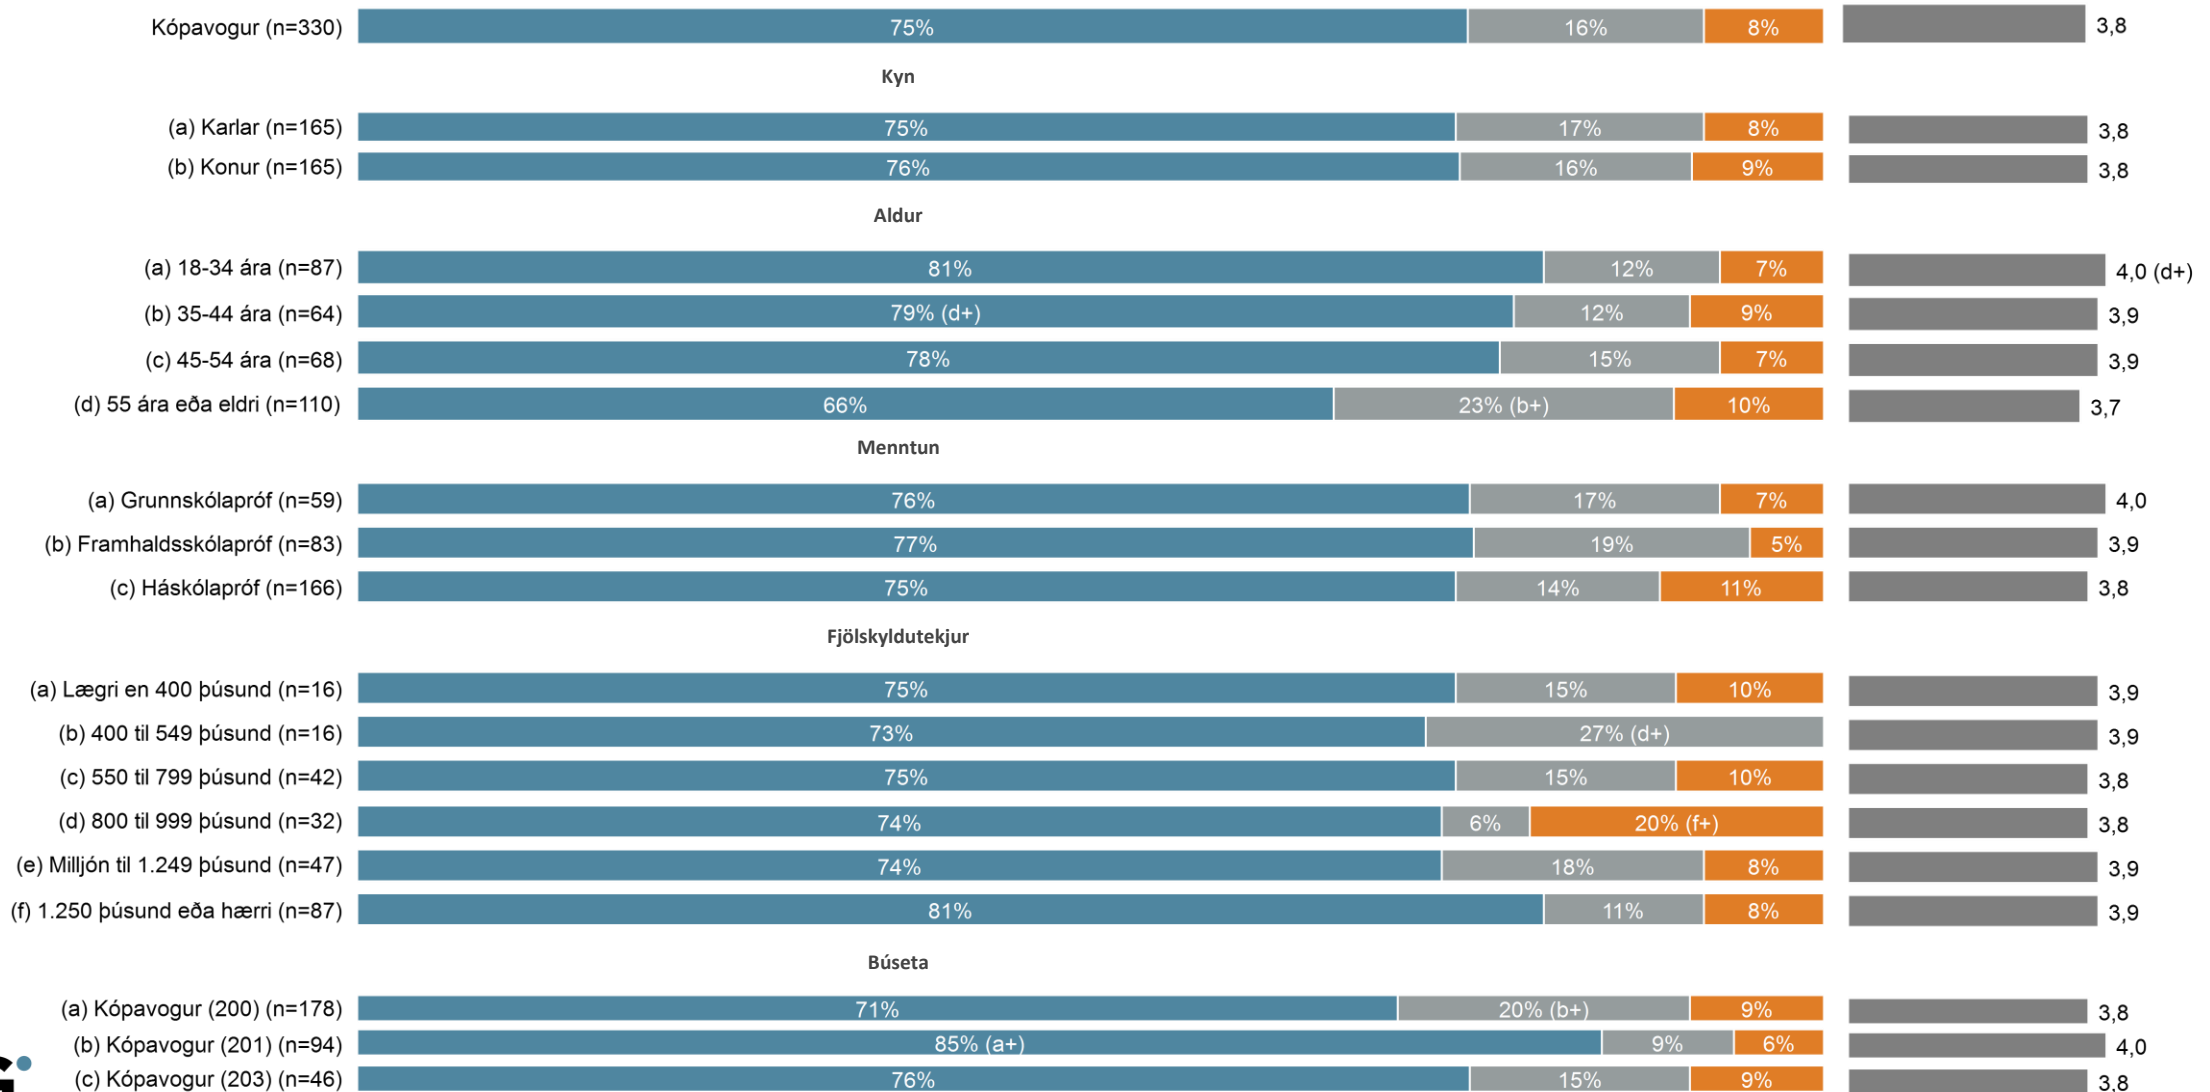 Kópavogur (n=330) 75% 16% 8% 3,8
Kyn
(a) Karlar (n=165) 75% 17% 8% 3,8
(b) Konur (n=165) 76% 16% 9% 3,8
Aldur
(a) 18-34 ára (n=87) 81% 12% 7% 4,0 (d+)
(b) 35-44 ára (n=64) 79% (d+) 12% 9% 3,9
(c) 45-54 ára (n=68) 78% 15% 7% 3,9
(d) 55 ára eða eldri (n=110) 66% 23% (b+) 10% 3,7
Menntun
(a) Grunnskólapróf (n=59) 76% 17% 7% 4,0
(b) Framhaldsskólapróf (n=83) 77% 19% 5% 3,9
(c) Háskólapróf (n=166) 75% 14% 11% 3,8
Fjölskyldutekjur
(a) Lægri en 400 þúsund (n=16) 75% 15% 10% 3,9
(b) 400 til 549 þúsund (n=16) 73% 27% (d+) 3,9
(c) 550 til 799 þúsund (n=42) 75% 15% 10% 3,8
(d) 800 til 999 þúsund (n=32) 74% 6% 20% (f+) 3,8
(e) Milljón til 1.249 þúsund (n=47) 74% 18% 8% 3,9
(f) 1.250 þúsund eða hærri (n=87) 81% 11% 8% 3,9
Búseta
(a) Kópavogur (200) (n=178) 71% 20% (b+) 9% 3,8
(b) Kópavogur (201) (n=94) 85% (a+) 9% 6% 4,0
(c) Kópavogur (203) (n=46) 76% 15% 9% 3,8